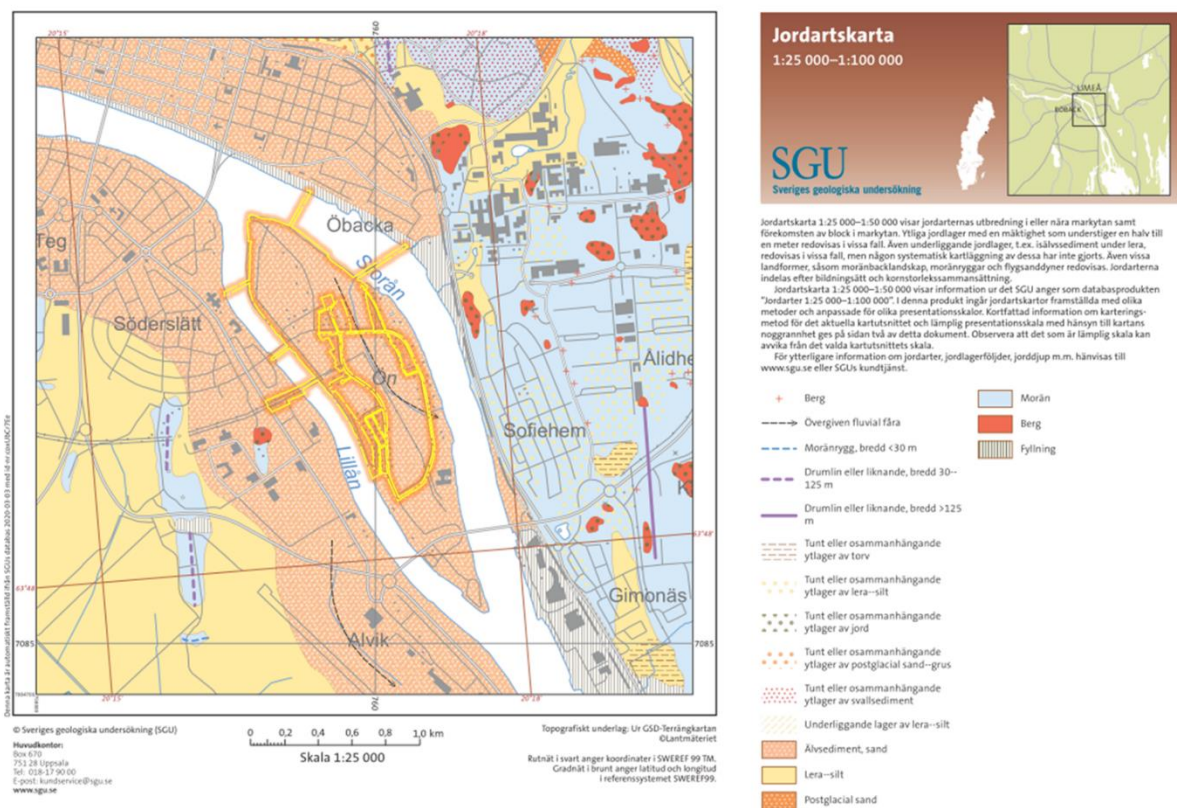 20°15'
760
20°18'
Öbacka
Teg
Sjorån
Söderslätt
Ön
Ålidhe
Sofiehem
Lillån
63°48'
63°48'
Gimonäs
7085
Alvik
7085
20°15'
760
20°18'
© Sveriges geologiska undersökning (SGU)
Huvudkontor:
Box 670
751 28 Uppsala
Tel: 018-17 90 00
E-post: kundservice@sgu.se
www.sgu.se
0 0,2 0,4 0,6 0,8 1,0 km
Skala 1:25 000
Topografiskt underlag: Ur GSD-Terrängkartan
©Lantmäteriet
Rutnät i svart anger koordinater i SWEREF 99 TM.
Gradnät i brunt anger latitud och longitud
i referenssystemet SWEREF99.
Jordartskarta
1:25 000–1:100 000
UMEÅ
BÖBÄCK
SGU
Sveriges geologiska undersökning
Jordartskarta 1:25 000–1:50 000 visar jordarternas utbredning i eller nära markytan samt
förekomsten av block i markytan. Ytliga jordlager med en mäktighet som understiger en halv till
en meter redovisas i vissa fall. Även underliggande jordlager, t.ex. isälvssediment under lera,
redovisas i vissa fall, men någon systematisk kartläggning av dessa har inte gjorts. Även vissa
landformer, såsom moränbacklandskap, moränryggar och flygsanddyner redovisas. Jordarterna
indelas efter bildningsätt och kornstorlekssammansättning.
Jordartskarta 1:25 000–1:50 000 visar information ur det SGU anger som databasprodukten
"Jordarter 1:25 000–1:100 000". I denna produkt ingår jordartskartor framställda med olika
metoder och anpassade för olika presentationsskalor. Kortfattad information om karterings-
metod för det aktuella kartutsnittet och lämplig presentationsskala med hänsyn till kartans
noggrannhet ges på sidan två av detta dokument. Observera att det som är lämplig skala kan
avvika från det valda kartutsnittets skala.
För ytterligare information om jordarter, jordlagerföljder, jorddjup m.m. hänvisas till
www.sgu.se eller SGUs kundtjänst.
Berg
Övergiven fluvial fåra
Moränrygg, bredd <30 m
Drumlin eller liknande, bredd 30--
125 m
Drumlin eller liknande, bredd >125
m
Tunt eller osammanhängande
ytlager av torv
Tunt eller osammanhängande
ytlager av lera--silt
Tunt eller osammanhängande
ytlager av jord
Tunt eller osammanhängande
ytlager av postglacial sand--grus
Tunt eller osammanhängande
ytlager av svallsediment
Underliggande lager av lera--silt
Älvsediment, sand
Lera--silt
Postglacial sand
Morän
Berg
Fyllning